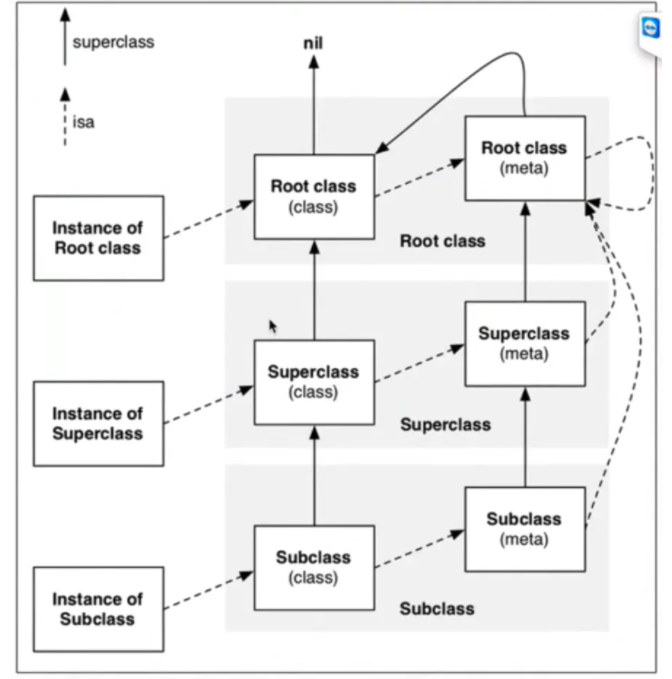 superclass
nil
isa
Root class
(meta)
Root class
(class)
Instance of
Root class
Root class
Superclass
(meta)
Superclass
(class)
Instance of
Superclass
Superclass
Subclass
(meta)
Subclass
(class)
Instance of
Subclass
Subclass